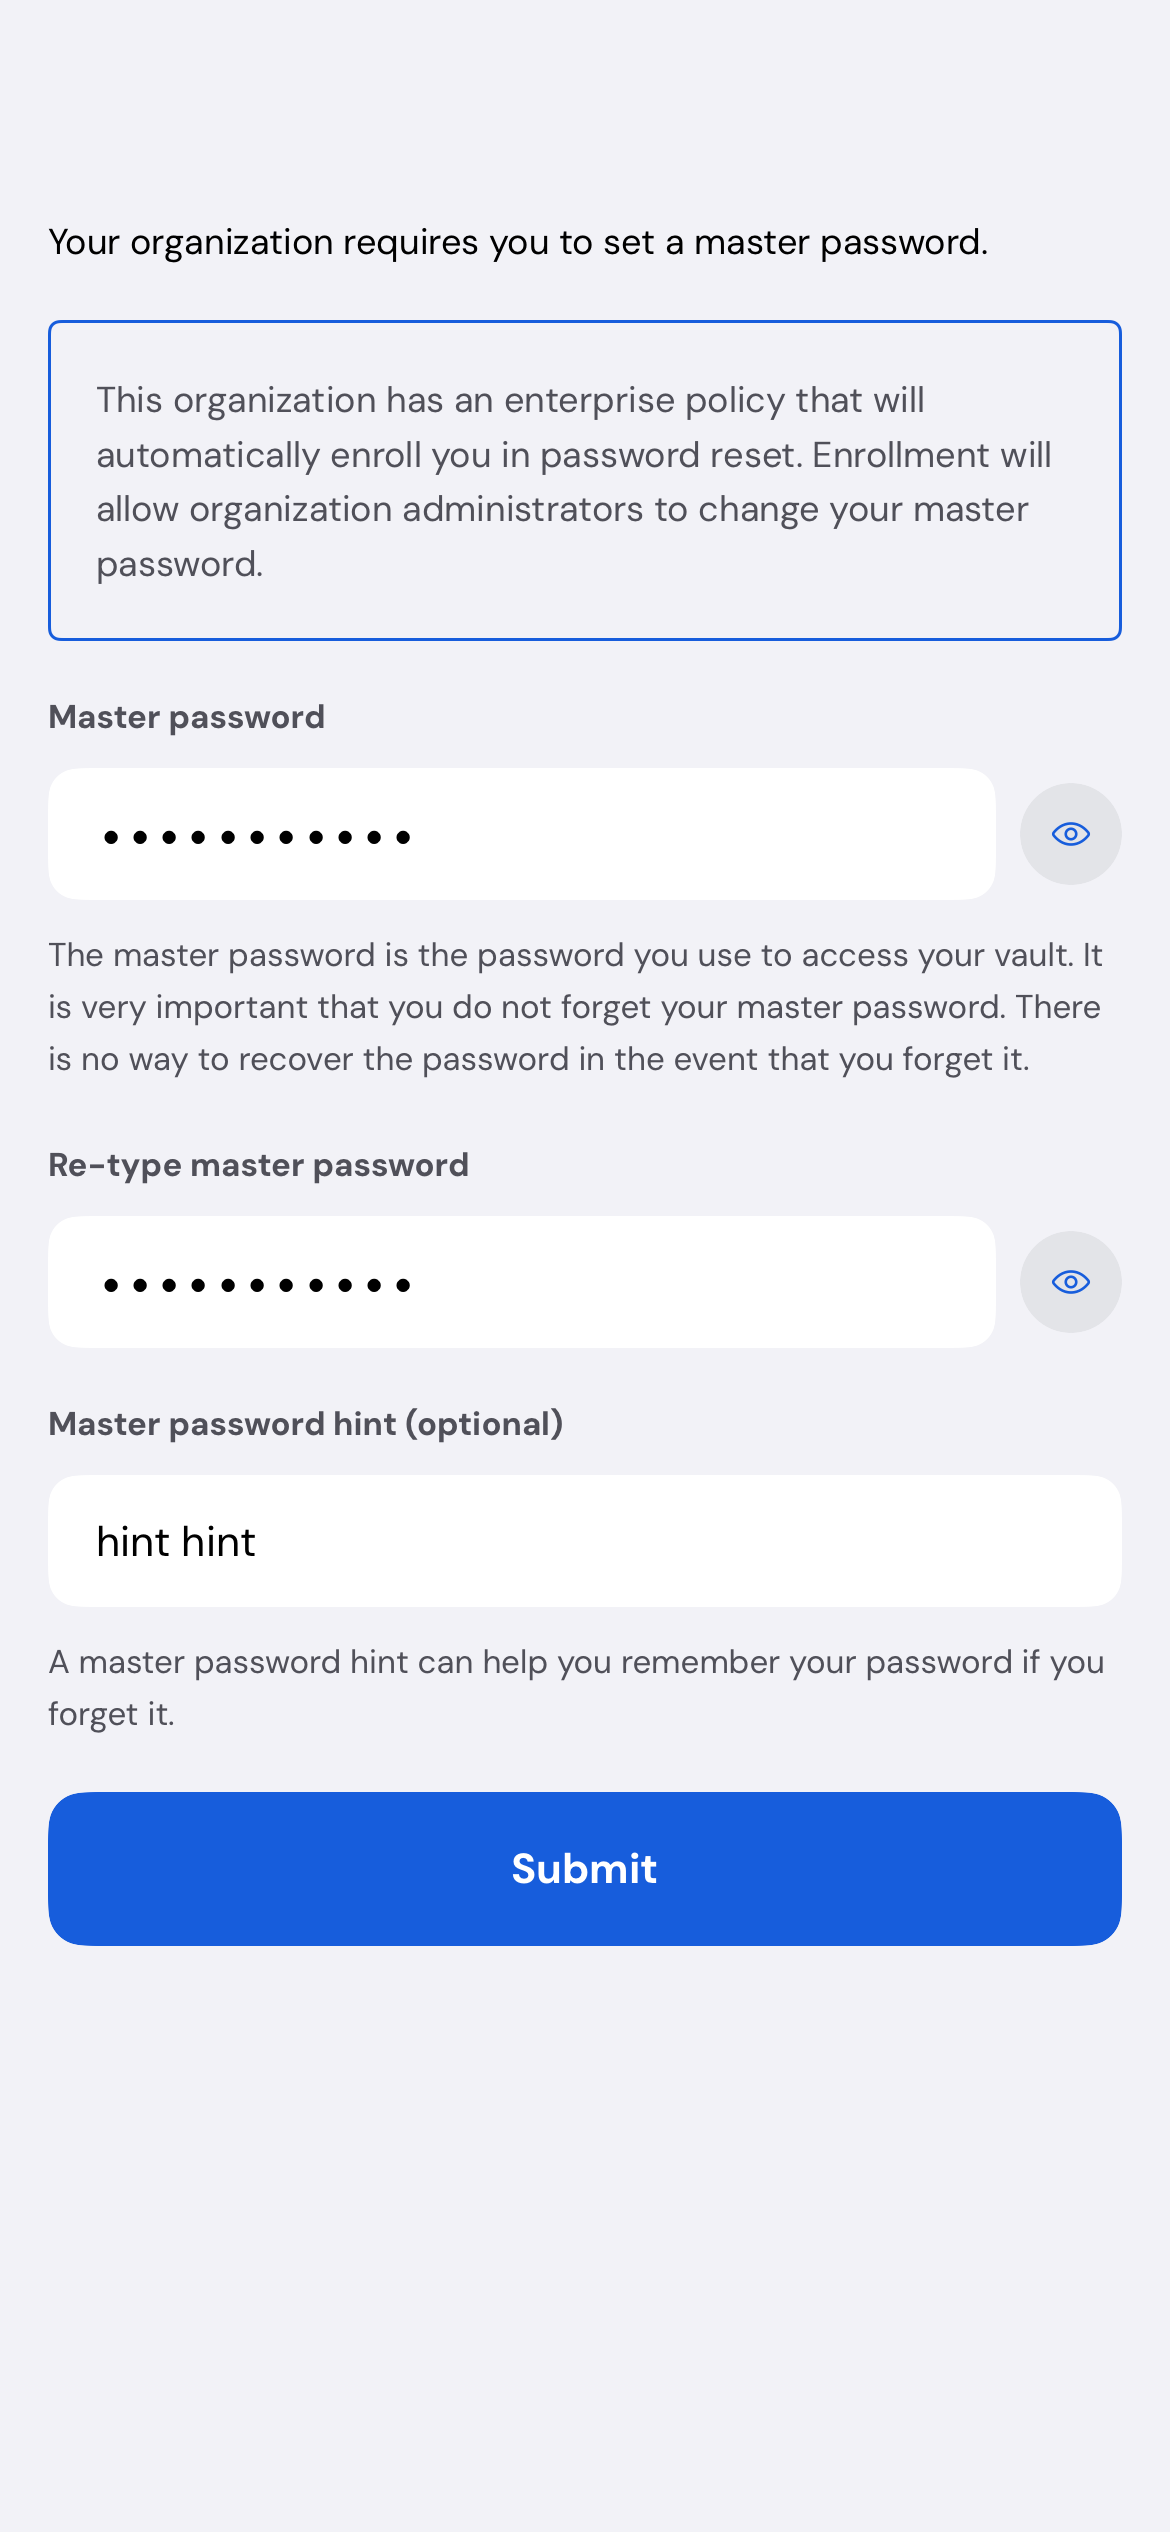 Your organization requires you to set a master password.
This organization has an enterprise policy that will
automatically enroll you in password reset. Enrollment will
allow organization administrators to change your master
password.
Master password
•••••••••••
The master password is the password you use to access your vault. It
is very important that you do not forget your master password. There
is no way to recover the password in the event that you forget it.
Re-type master password
•••••••••••
Master password hint (optional)
hint hint
A master password hint can help you remember your password if you
forget it.
Submit